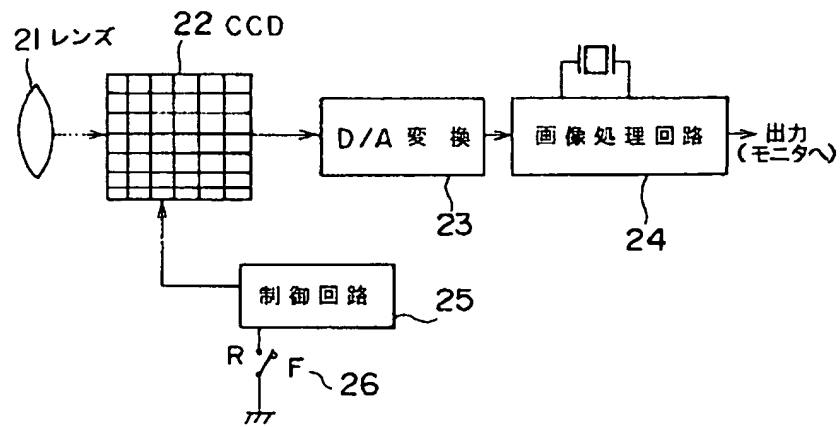 21 レンズ
22 CCD
D/A 変換
23
画像処理回路
24
出力
(モニタへ)
制御回路
25
R
F
26